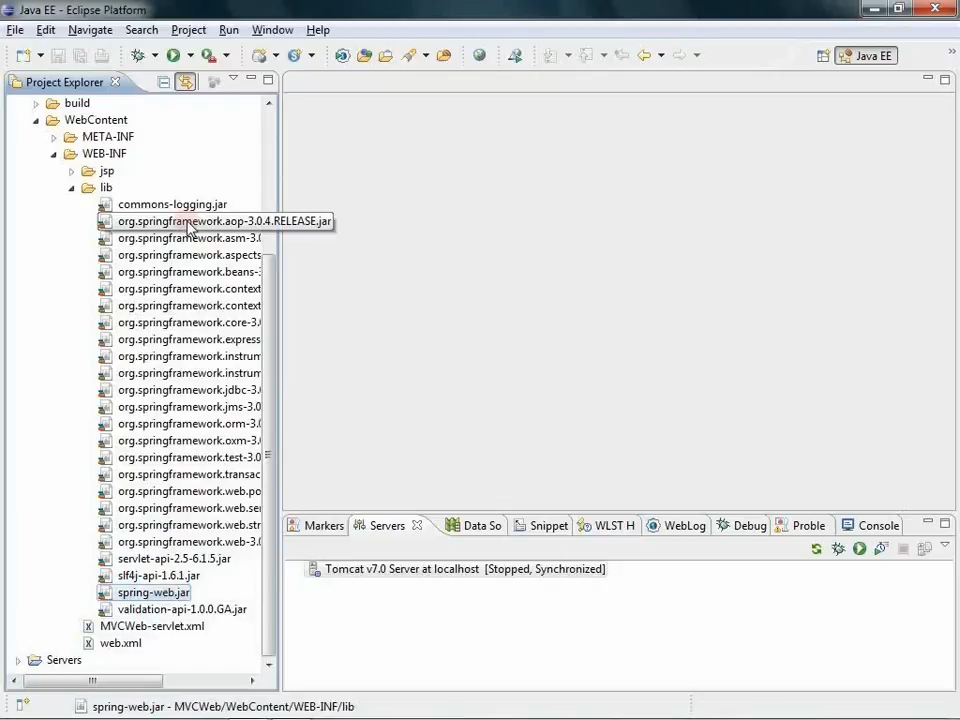 Java EE - Eclipse Platform
File Edit Navigate Search Project Run Window Help
Java EE
Project Explorer
build
WebContent
META-INF
WEB-INF
jsp
lib
commons-logging.jar
org.springframework.aop-3.0.4.RELEASE.jar
org.springframework.asm-3.0
org.springframework.aspects
org.springframework.beans-3
org.springframework.context
org.springframework.context
org.springframework.core-3.0
org.springframework.express
org.springframework.instrum
org.springframework.instrum
org.springframework.jdbc-3.0
org.springframework.jms-3.0
org.springframework.orm-3.0
org.springframework.oxm-3.0
org.springframework.test-3.0
org.springframework.transac
org.springframework.web.po
org.springframework.web.ser
org.springframework.web.str
org.springframework.web-3.0
servlet-api-2.5-6.1.5.jar
slf4j-api-1.6.1.jar
spring-web.jar
validation-api-1.0.0.GA.jar
MVCWeb-servlet.xml
web.xml
Servers
Markers Servers Data So Snippet WLST H WebLog Debug Proble Console
Tomcat v7.0 Server at localhost [Stopped, Synchronized]
spring-web.jar - MVCWeb/WebContent/WEB-INF/lib